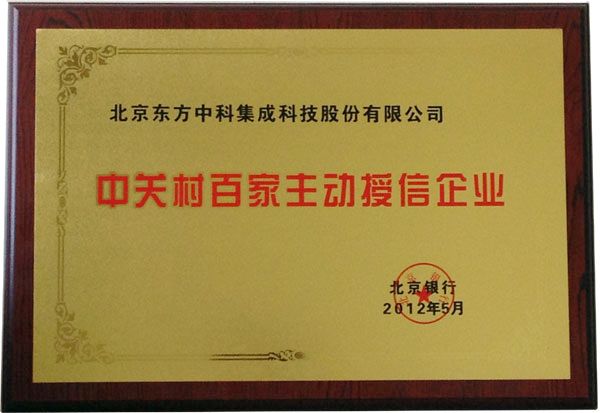 北京东方中科集成科技股份有限公司
中关村百家主动授信企业
北京银行
2012年5月